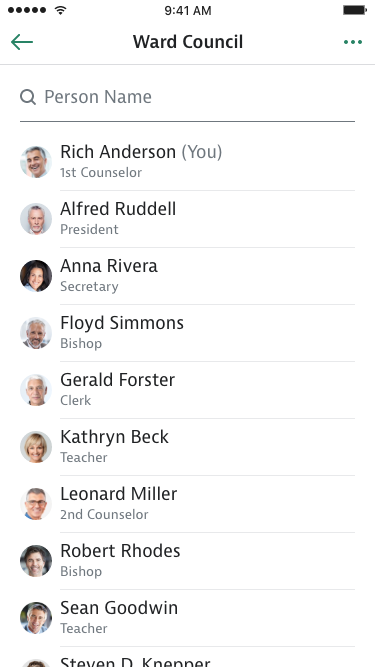 9:41 AM
Ward Council
Person Name
Rich Anderson (You)
1st Counselor
Alfred Ruddell
President
Anna Rivera
Secretary
Floyd Simmons
Bishop
Gerald Forster
Clerk
Kathryn Beck
Teacher
Leonard Miller
2nd Counselor
Robert Rhodes
Bishop
Sean Goodwin
Teacher
Steven D. Knepper